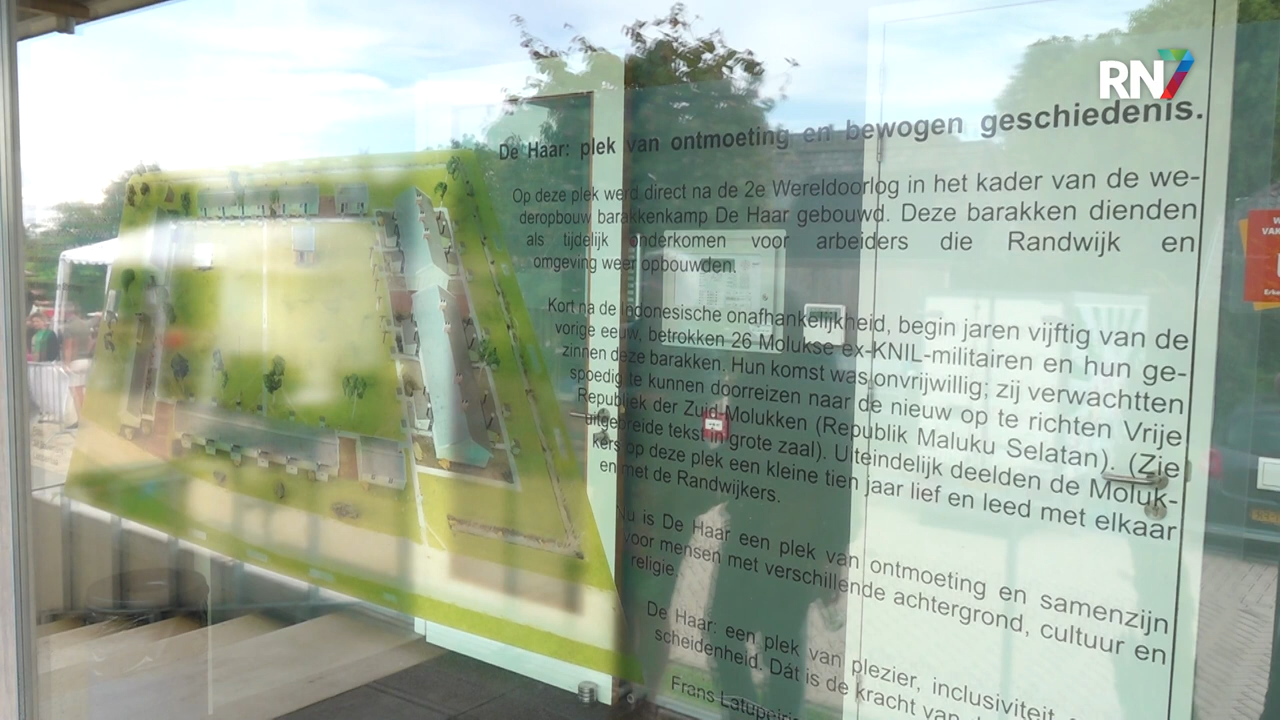 RN7
De Haar: plek van ontmoeting en bewogen geschiedenis.
Op deze plek werd direct na de 2e Wereldoorlog in het kader van de we-
deropbouw barakkenkamp De Haar gebouwd. Deze barakken dienden
als tijdelijk onderkomen voor arbeiders die Randwijk en
omgeving weer opbouwden.
Kort na de Indonesische onafhankelijkheid, begin jaren vijftig van de
vorige eeuw, betrokken 26 Molukse ex-KNIL-militairen en hun ge-
zinnen deze barakken. Hun komst was onvrijwillig; zij verwachtten
spoedig te kunnen doorreizen naar de nieuw op te richten Vrije
Republiek der Zuid-Molukken (Republik Maluku Selatan). (Zie
uitgebreide tekst in grote zaal). Uiteindelijk deelden de Moluk-
kers op deze plek een kleine tien jaar lief en leed met elkaar
en met de Randwijkers.
Nu is De Haar een plek van ontmoeting en samenzijn
voor mensen met verschillende achtergrond, cultuur en
religie.
De Haar: een plek van plezier, inclusiviteit
scheidenheid. Dát is de kracht van
Frans